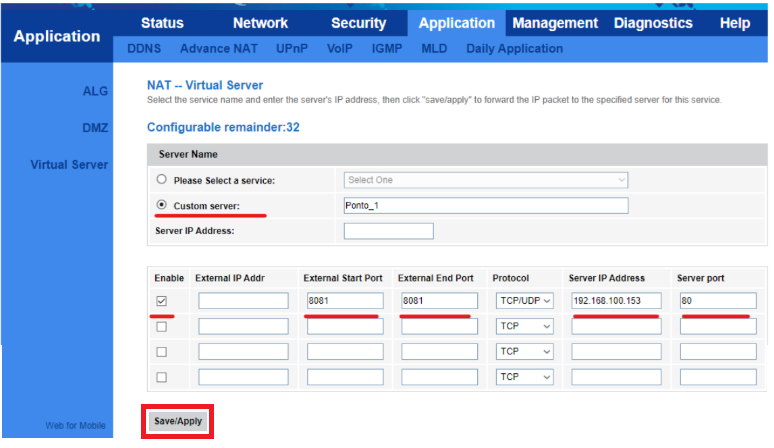 Status Network Security Application Management Diagnostics Help
Application
DDNS Advance NAT UPnP VoIP IGMP MLD Daily Application
ALG
DMZ
Virtual Server
NAT -- Virtual Server
Select the service name and enter the server's IP address, then click "save/apply" to forward the IP packet to the specified server for this service.
Configurable remainder:32
Server Name
Please Select a service: Select One
Custom server: Ponto_1
Server IP Address:
Enable External IP Addr External Start Port External End Port Protocol Server IP Address Server port
8081 8081 TCP/UDP 192.168.100.153 80
TCP
TCP
TCP
Save/Apply
Web for Mobile